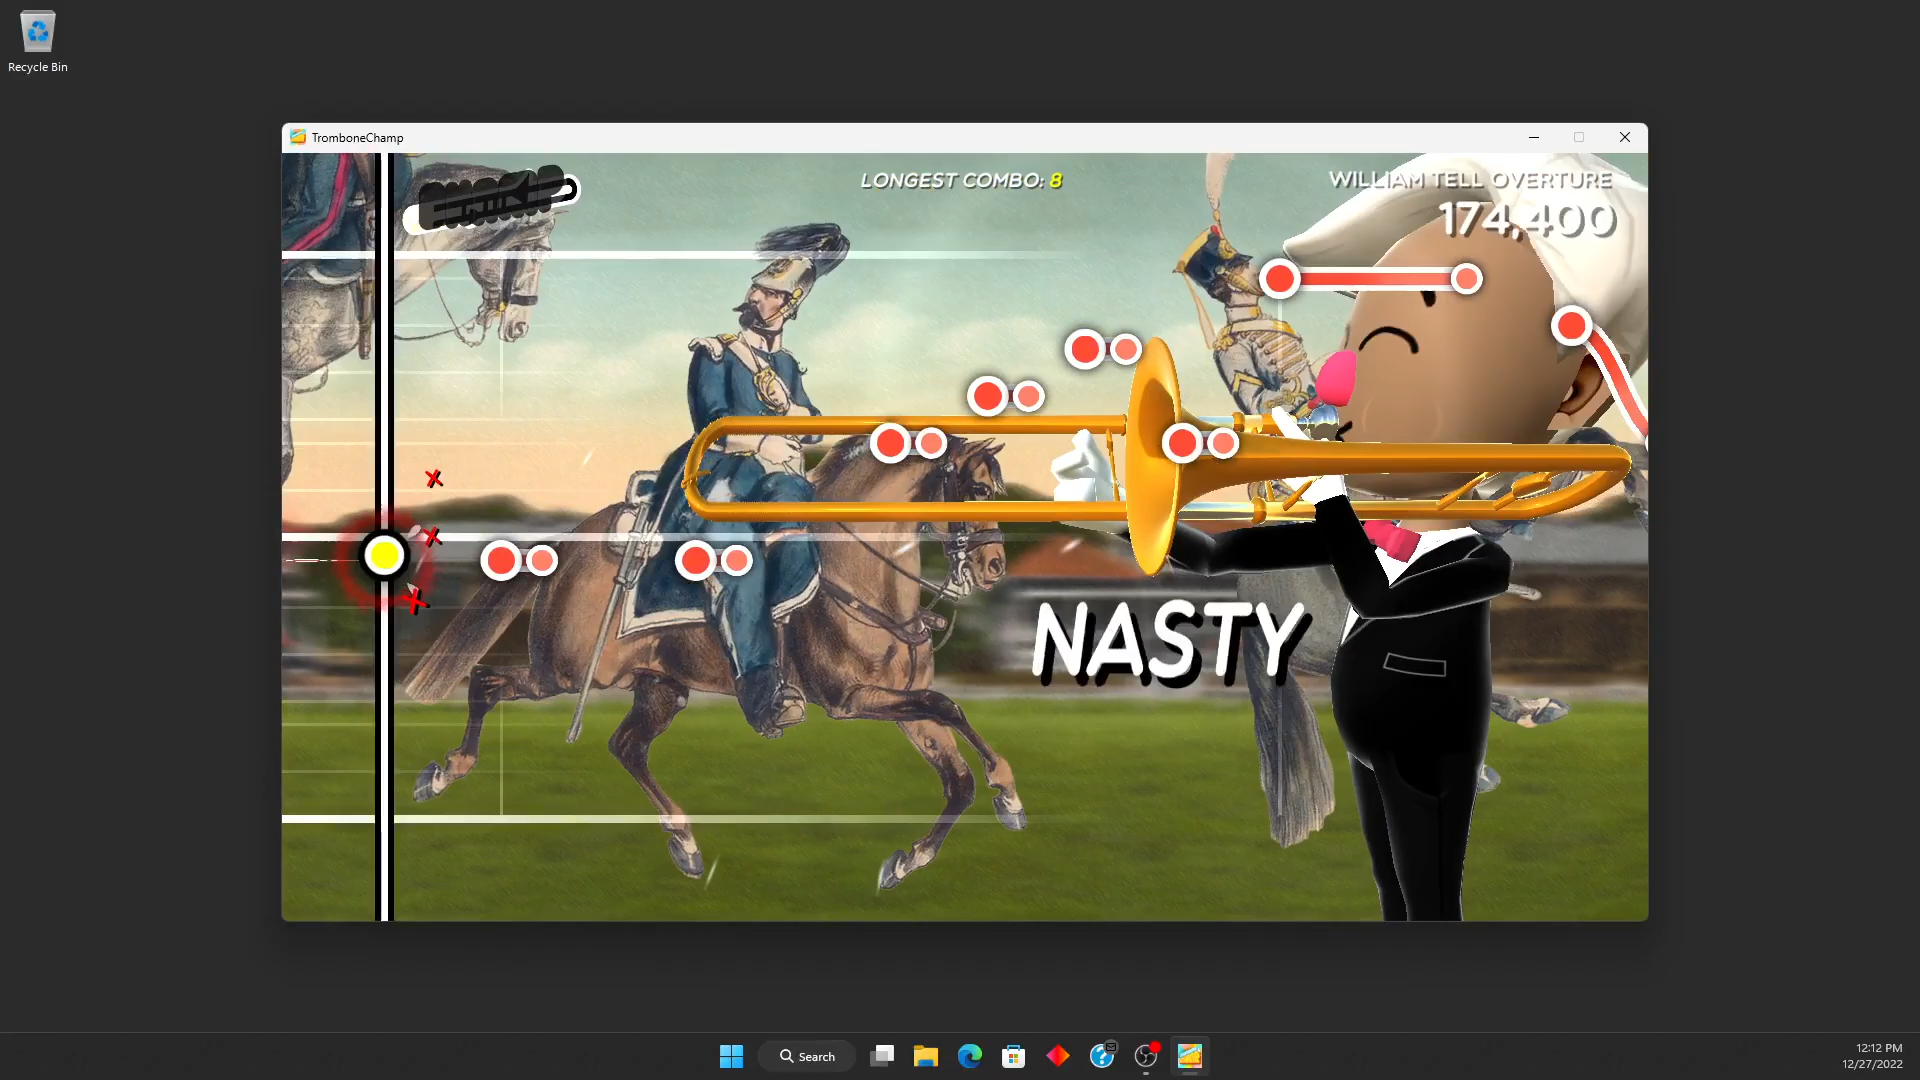 Recycle Bin
TromboneChamp
LONGEST COMBO: 8
WILLIAM TELL OVERTURE
174,400
NASTY
Search
12:12 PM
12/27/2022